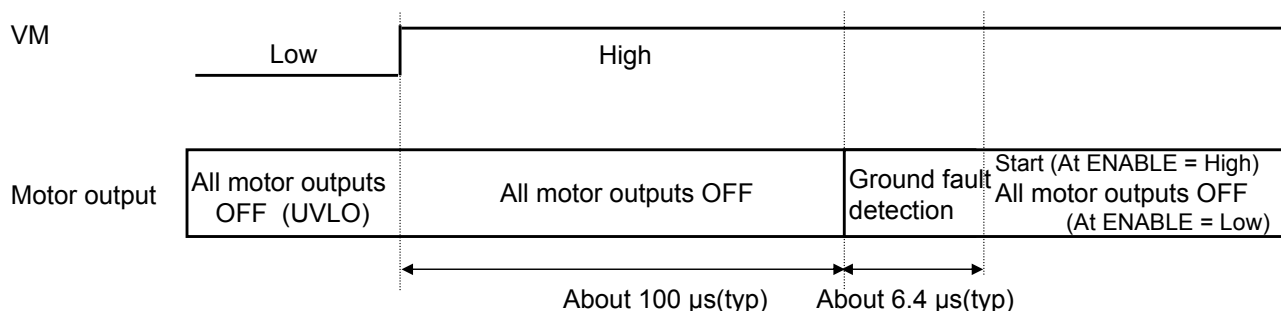 VM
Low
High
Motor output
All motor outputs
OFF (UVLO)
All motor outputs OFF
Ground fault
detection
Start (At ENABLE = High)
All motor outputs OFF
(At ENABLE = Low)
About 100 µs(typ)
About 6.4 µs(typ)